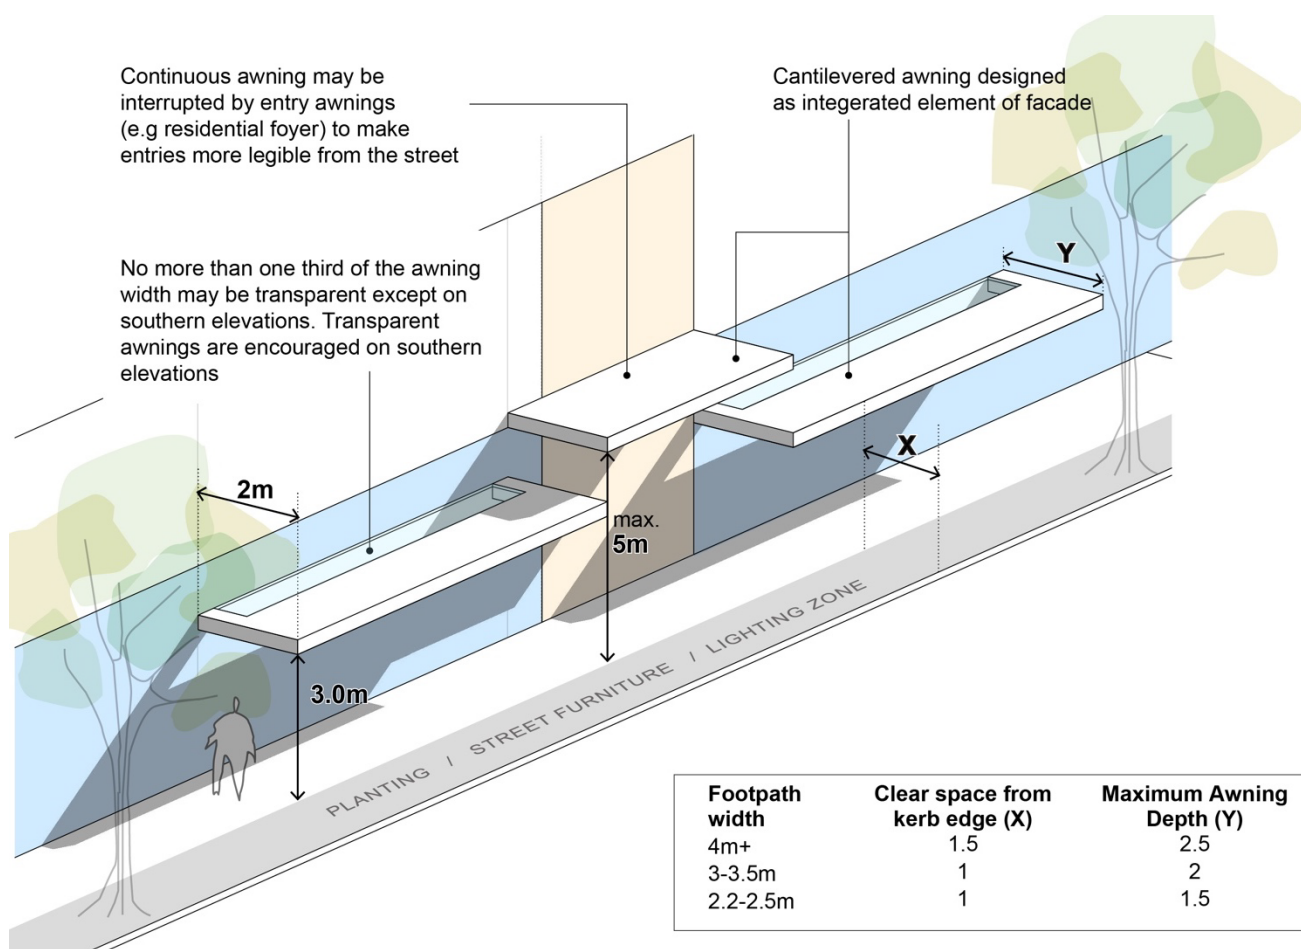 Continuous awning may be
interrupted by entry awnings
(e.g residential foyer) to make
entries more legible from the street
Cantilevered awning designed
as integerated element of facade
No more than one third of the awning
width may be transparent except on
southern elevations. Transparent
awnings are encouraged on southern
elevations
Y
X
2m
max.
5m
3.0m
PLANTING / STREET FURNITURE / LIGHTING ZONE
Footpath width Clear space from kerb edge (X) Maximum Awning Depth (Y)
4m+ 1.5 2.5
3-3.5m 1 2
2.2-2.5m 1 1.5